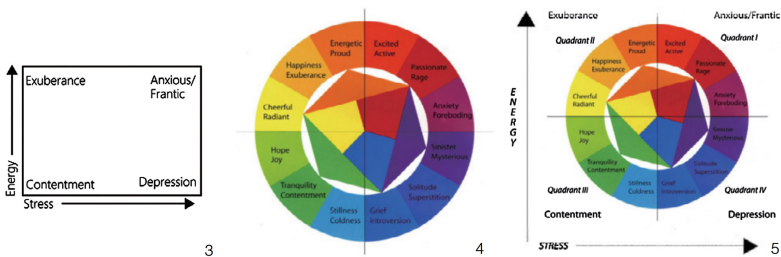 Exuberance
Anxious/
Frantic
Energy
Contentment
Depression
Stress
3
Energetic
Proud
Excited
Active
Happiness
Exuberance
Passionate
Rage
Cheerful
Radiant
Anxiety
Foreboding
Hope
Joy
Sinister
Mysterious
Tranquility
Contentment
Solitude
Superstition
Stillness
Coldness
Grief
Introversion
4
Exuberance
Anxious/Frantic
Quadrant II
Quadrant I
Energetic
Proud
Excited
Active
Happiness
Exuberance
Passionate
Rage
ENERGY
Cheerful
Radiant
Anxiety
Foreboding
Hope
Joy
Sinister
Mysterious
Tranquility
Contentment
Solitude
Superstition
Stillness
Coldness
Grief
Introversion
Quadrant III
Quadrant IV
Contentment
Depression
STRESS
5